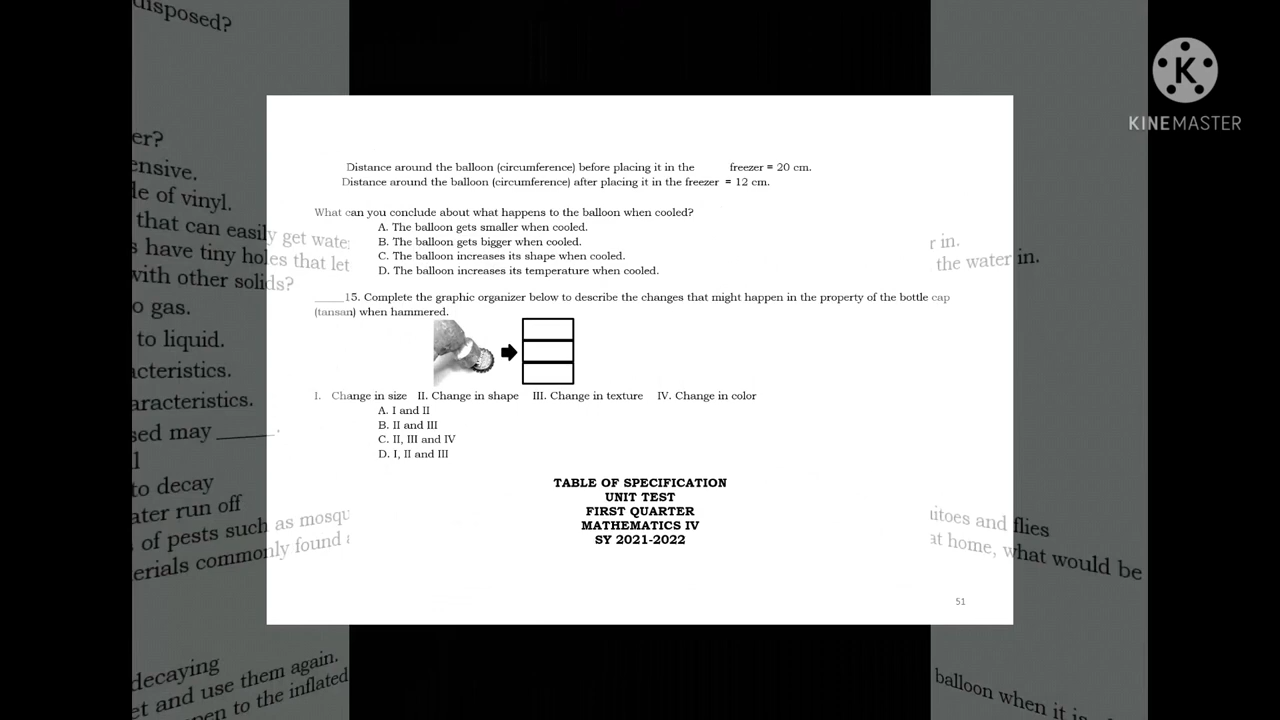 disposed?
KINEMASTER
er?
ensive.
le of vinyl.
that can easily get water
s have tiny holes that let
with other solids?
o gas.
to liquid.
acteristics.
aracteristics.
sed may ______.
l
to decay
ater run off
of pests such as mosqu
erials commonly found a
decaying
et and use them again.
pen to the inflated
Distance around the balloon (circumference) before placing it in the freezer = 20 cm.
Distance around the balloon (circumference) after placing it in the freezer = 12 cm.
What can you conclude about what happens to the balloon when cooled?
A. The balloon gets smaller when cooled.
B. The balloon gets bigger when cooled.
C. The balloon increases its shape when cooled.
D. The balloon increases its temperature when cooled.
_____15. Complete the graphic organizer below to describe the changes that might happen in the property of the bottle cap
(tansan) when hammered.
I. Change in size II. Change in shape III. Change in texture IV. Change in color
A. I and II
B. II and III
C. II, III and IV
D. I, II and III
TABLE OF SPECIFICATION
UNIT TEST
FIRST QUARTER
MATHEMATICS IV
SY 2021-2022
51
r in.
the water in.
uitoes and flies
at home, what would be
balloon when it is